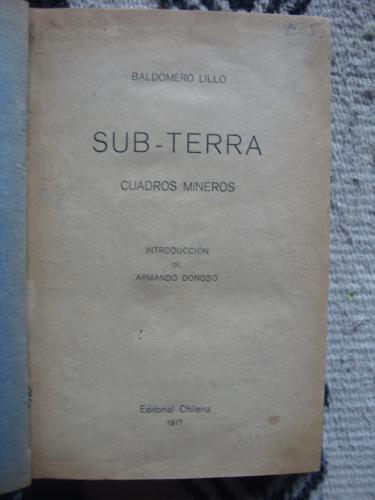 BALDOMERO LILLO
SUB-TERRA
CUADROS MINEROS
INTRODUCCIÓN
DE
ARMANDO DONOSO
Editorial Chilena
1917